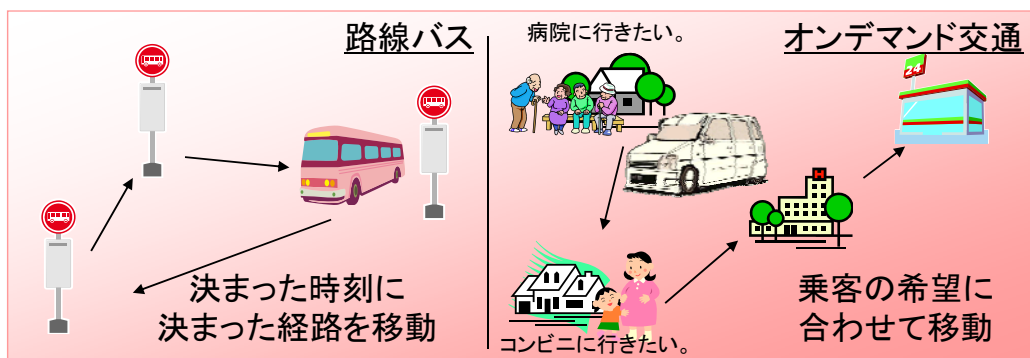 路線バス
決まった時刻に
決まった経路を移動
オンデマンド交通
病院に行きたい。
24
H
コンビニに行きたい。
乗客の希望に
合わせて移動